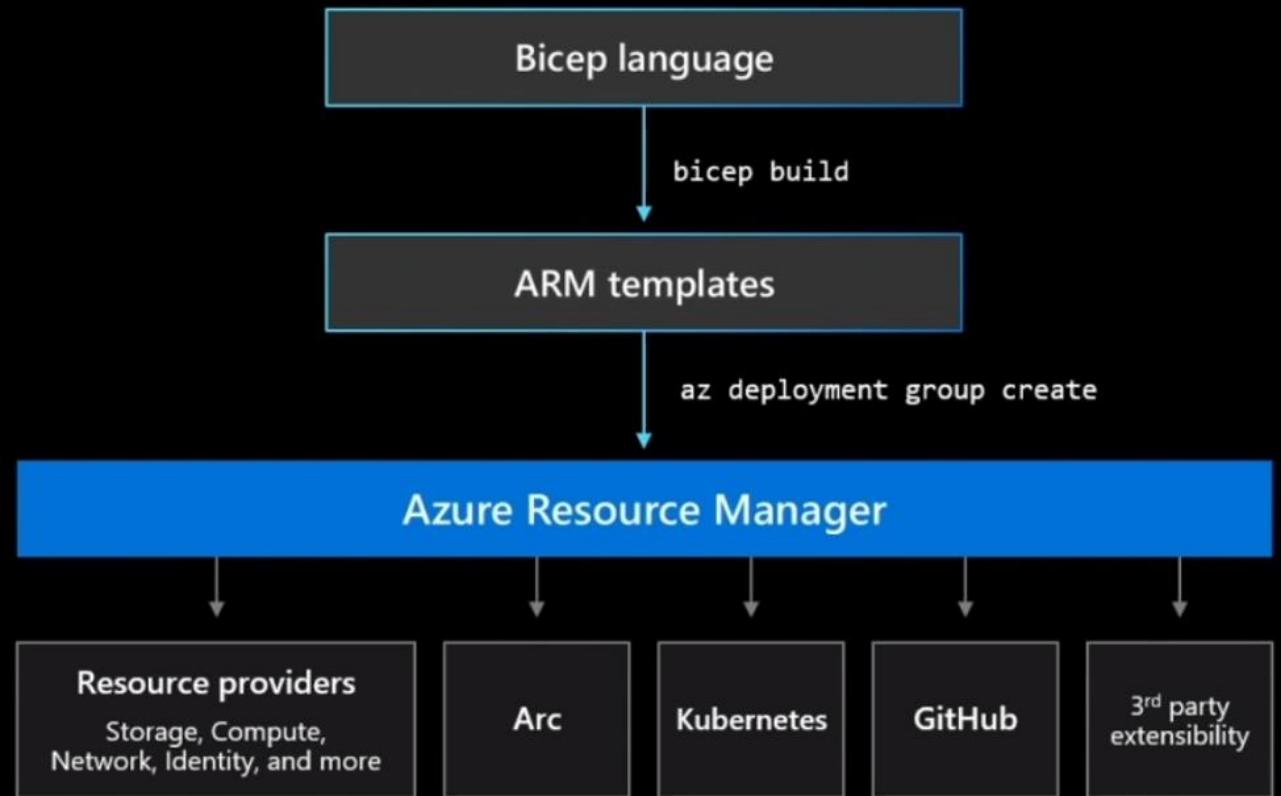 Bicep language
bicep build
ARM templates
az deployment group create
Azure Resource Manager
Resource providers
Storage, Compute,
Network, Identity, and more
Arc
Kubernetes
GitHub
3rd party
extensibility